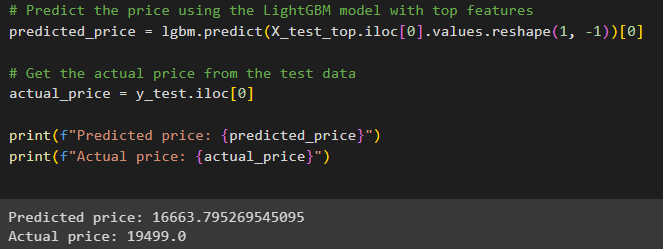 # Predict the price using the LightGBM model with top features
predicted_price = lgbm.predict(X_test_top.iloc[0].values.reshape(1, -1))[0]
# Get the actual price from the test data
actual_price = y_test.iloc[0]
print(f"Predicted price: {predicted_price}")
print(f"Actual price: {actual_price}")
Predicted price: 16663.795269545095
Actual price: 19499.0